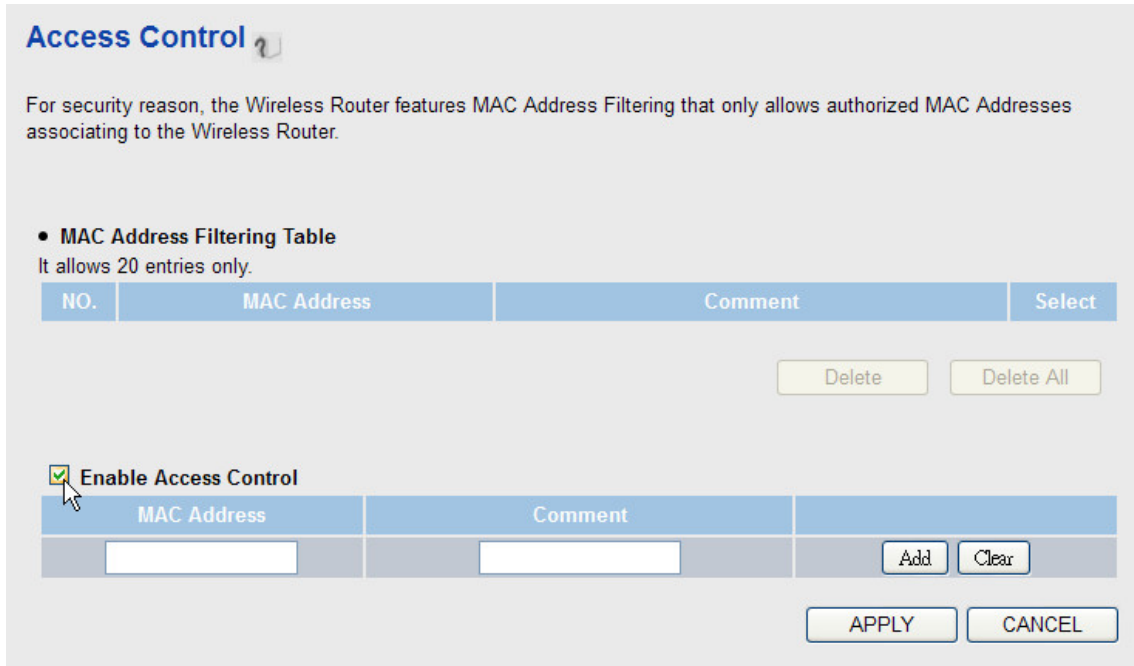 Access Control
For security reason, the Wireless Router features MAC Address Filtering that only allows authorized MAC Addresses
associating to the Wireless Router.
• MAC Address Filtering Table
It allows 20 entries only.
NO. MAC Address Comment Select
Delete Delete All
Enable Access Control
MAC Address Comment
Add Clear
APPLY CANCEL